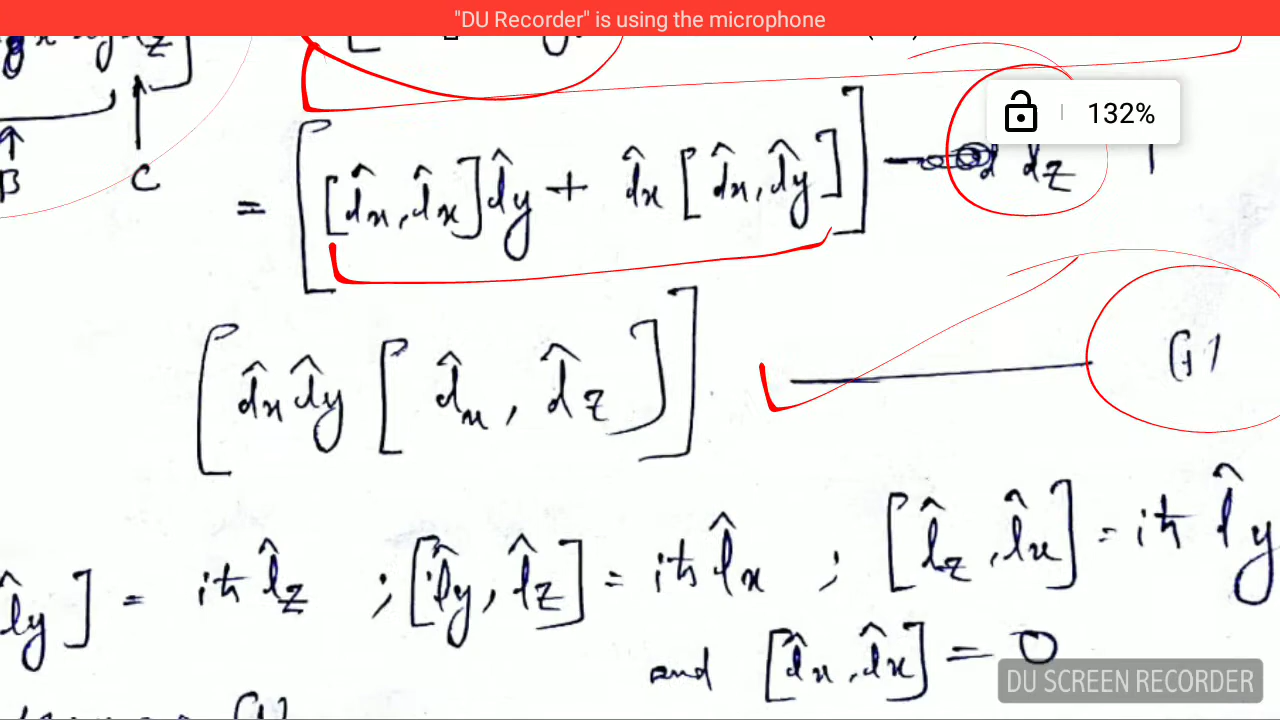 "DU Recorder" is using the microphone
132%
B C = [[l̂x, l̂x] l̂y + l̂x [l̂x, l̂y]] l̂z
[l̂x l̂y [l̂x, l̂z]]
l̂y] = iħ l̂z ; [l̂y, l̂z] = iħ l̂x ; [l̂z, l̂x] = iħ l̂y
and [l̂x, l̂x] = 0
DU SCREEN RECORDER